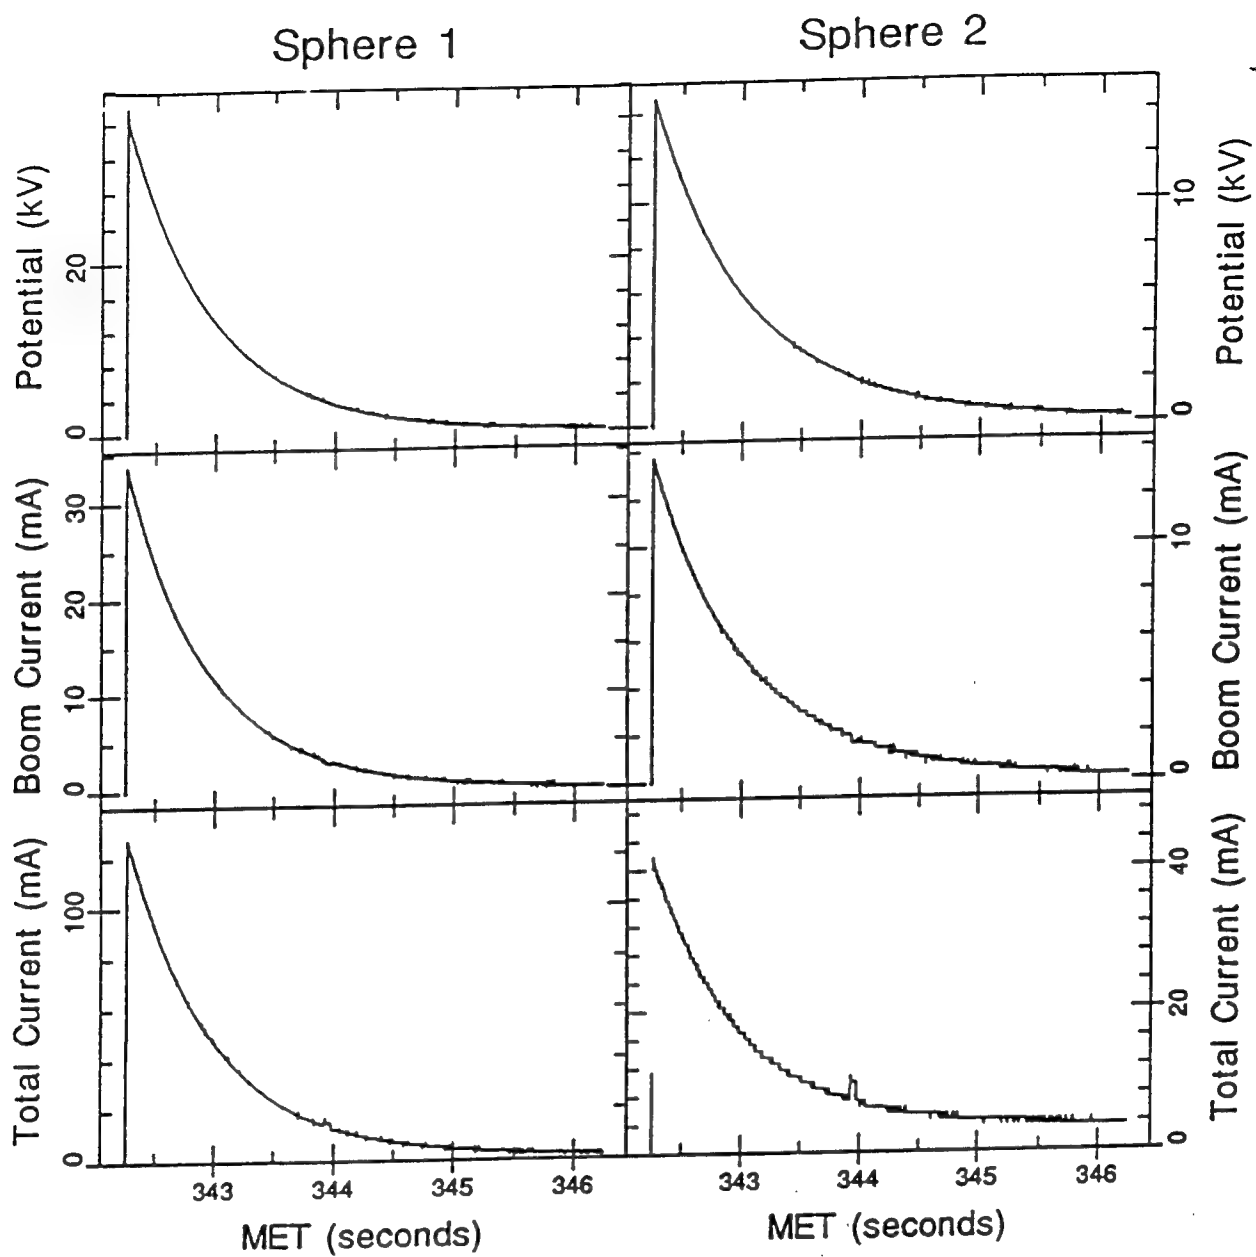 Sphere 1
Sphere 2
Potential (kV)
20
0
10
0
Potential (kV)
Boom Current (mA)
30
20
10
0
10
0
Boom Current (mA)
Total Current (mA)
100
0
40
20
0
Total Current (mA)
343 344 345 346
343 344 345 346
MET (seconds)
MET (seconds)